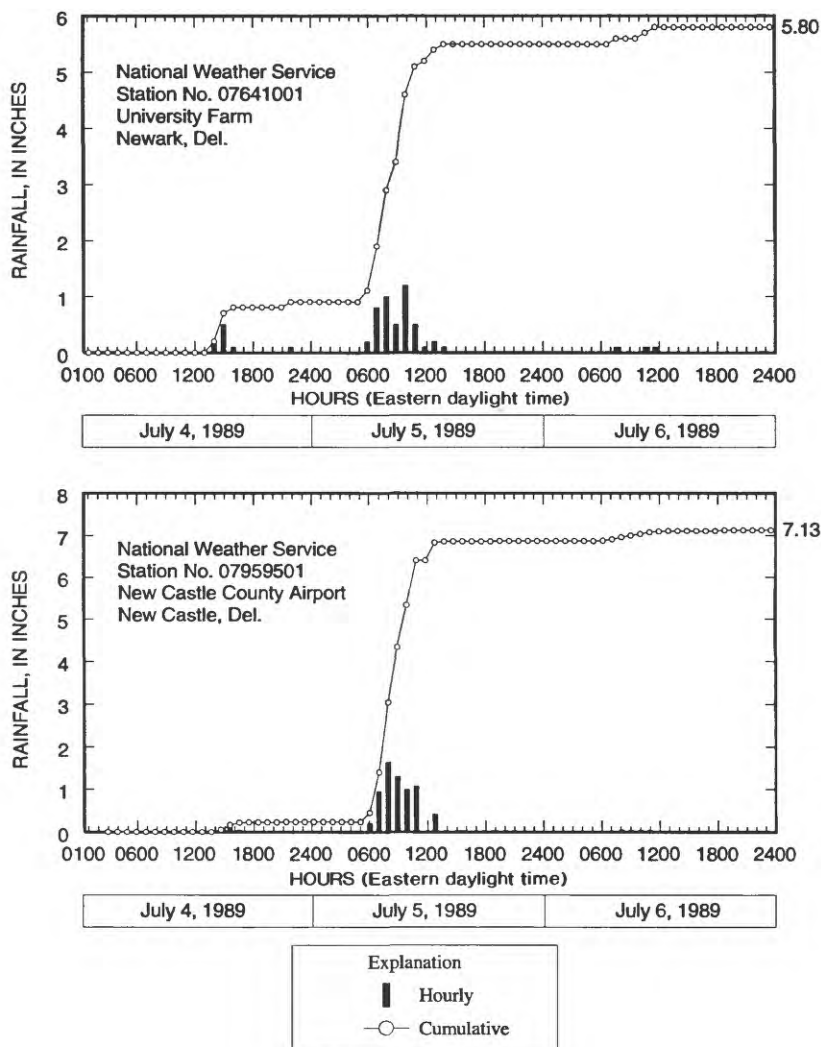 6
5
4
3
2
1
0
RAINFALL, IN INCHES
National Weather Service
Station No. 07641001
University Farm
Newark, Del.
5.80
0100 0600 1200 1800 2400 0600 1200 1800 2400 0600 1200 1800 2400
HOURS (Eastern daylight time)
July 4, 1989 July 5, 1989 July 6, 1989
8
7
6
5
4
3
2
1
0
RAINFALL, IN INCHES
National Weather Service
Station No. 07959501
New Castle County Airport
New Castle, Del.
7.13
0100 0600 1200 1800 2400 0600 1200 1800 2400 0600 1200 1800 2400
HOURS (Eastern daylight time)
July 4, 1989 July 5, 1989 July 6, 1989
Explanation
Hourly
Cumulative